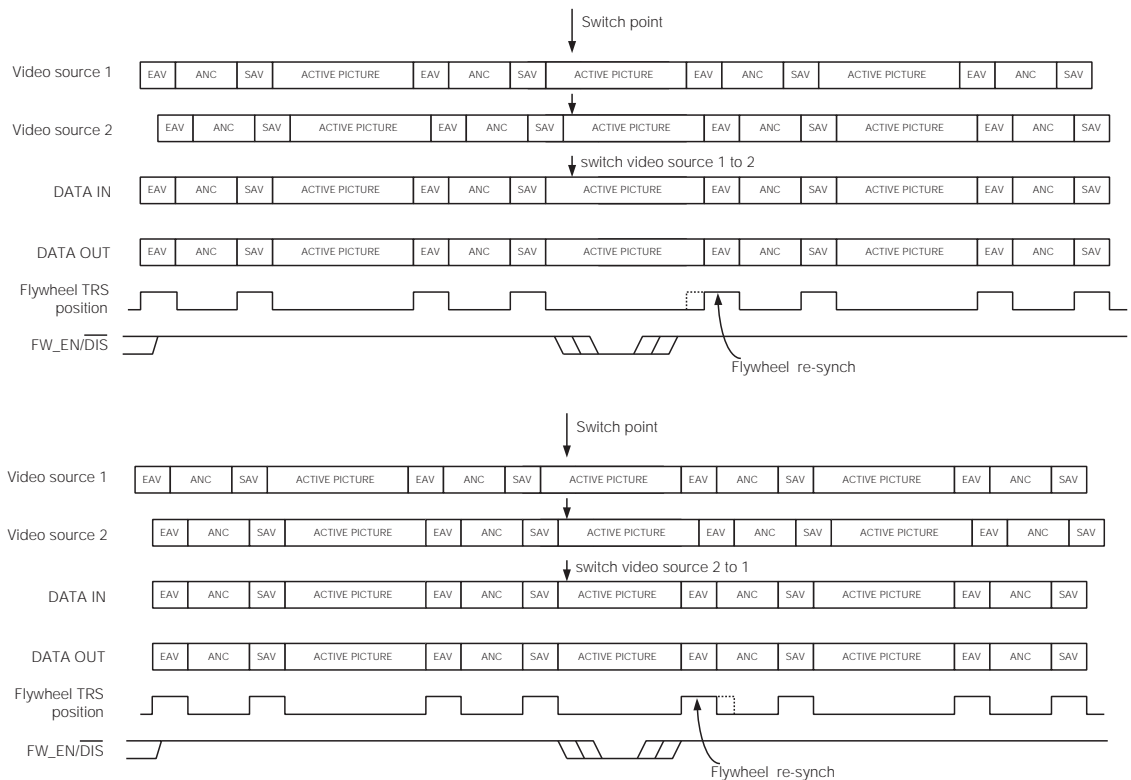 Switch point
Video source 1 EAV ANC SAV ACTIVE PICTURE EAV ANC SAV ACTIVE PICTURE EAV ANC SAV ACTIVE PICTURE EAV ANC SAV
Video source 2 EAV ANC SAV ACTIVE PICTURE EAV ANC SAV ACTIVE PICTURE EAV ANC SAV ACTIVE PICTURE EAV ANC SAV
switch video source 1 to 2
DATA IN EAV ANC SAV ACTIVE PICTURE EAV ANC SAV ACTIVE PICTURE EAV ANC SAV ACTIVE PICTURE EAV ANC SAV
DATA OUT EAV ANC SAV ACTIVE PICTURE EAV ANC SAV ACTIVE PICTURE EAV ANC SAV ACTIVE PICTURE EAV ANC SAV
Flywheel TRS
position
FW_EN/DIS
Flywheel re-synch
Switch point
Video source 1 EAV ANC SAV ACTIVE PICTURE EAV ANC SAV ACTIVE PICTURE EAV ANC SAV ACTIVE PICTURE EAV ANC SAV
Video source 2 EAV ANC SAV ACTIVE PICTURE EAV ANC SAV ACTIVE PICTURE EAV ANC SAV ACTIVE PICTURE EAV ANC SAV
switch video source 2 to 1
DATA IN EAV ANC SAV ACTIVE PICTURE EAV ANC SAV ACTIVE PICTURE EAV ANC SAV ACTIVE PICTURE EAV ANC SAV
DATA OUT EAV ANC SAV ACTIVE PICTURE EAV ANC SAV ACTIVE PICTURE EAV ANC SAV ACTIVE PICTURE EAV ANC SAV
Flywheel TRS
position
FW_EN/DIS
Flywheel re-synch